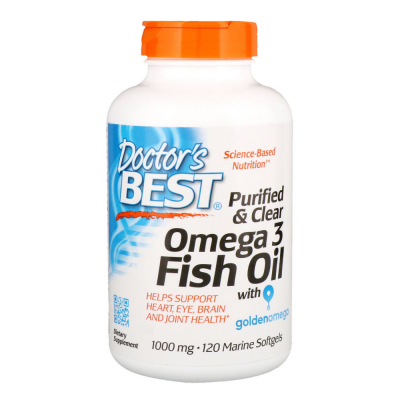 Doctor's
BEST®
Science-Based
Nutrition™
Purified
& Clear
Omega 3
Fish Oil
with
goldenomega
HELPS SUPPORT
HEART, EYE, BRAIN
AND JOINT HEALTH*
Dietary
Supplement
1000 mg • 120 Marine Softgels